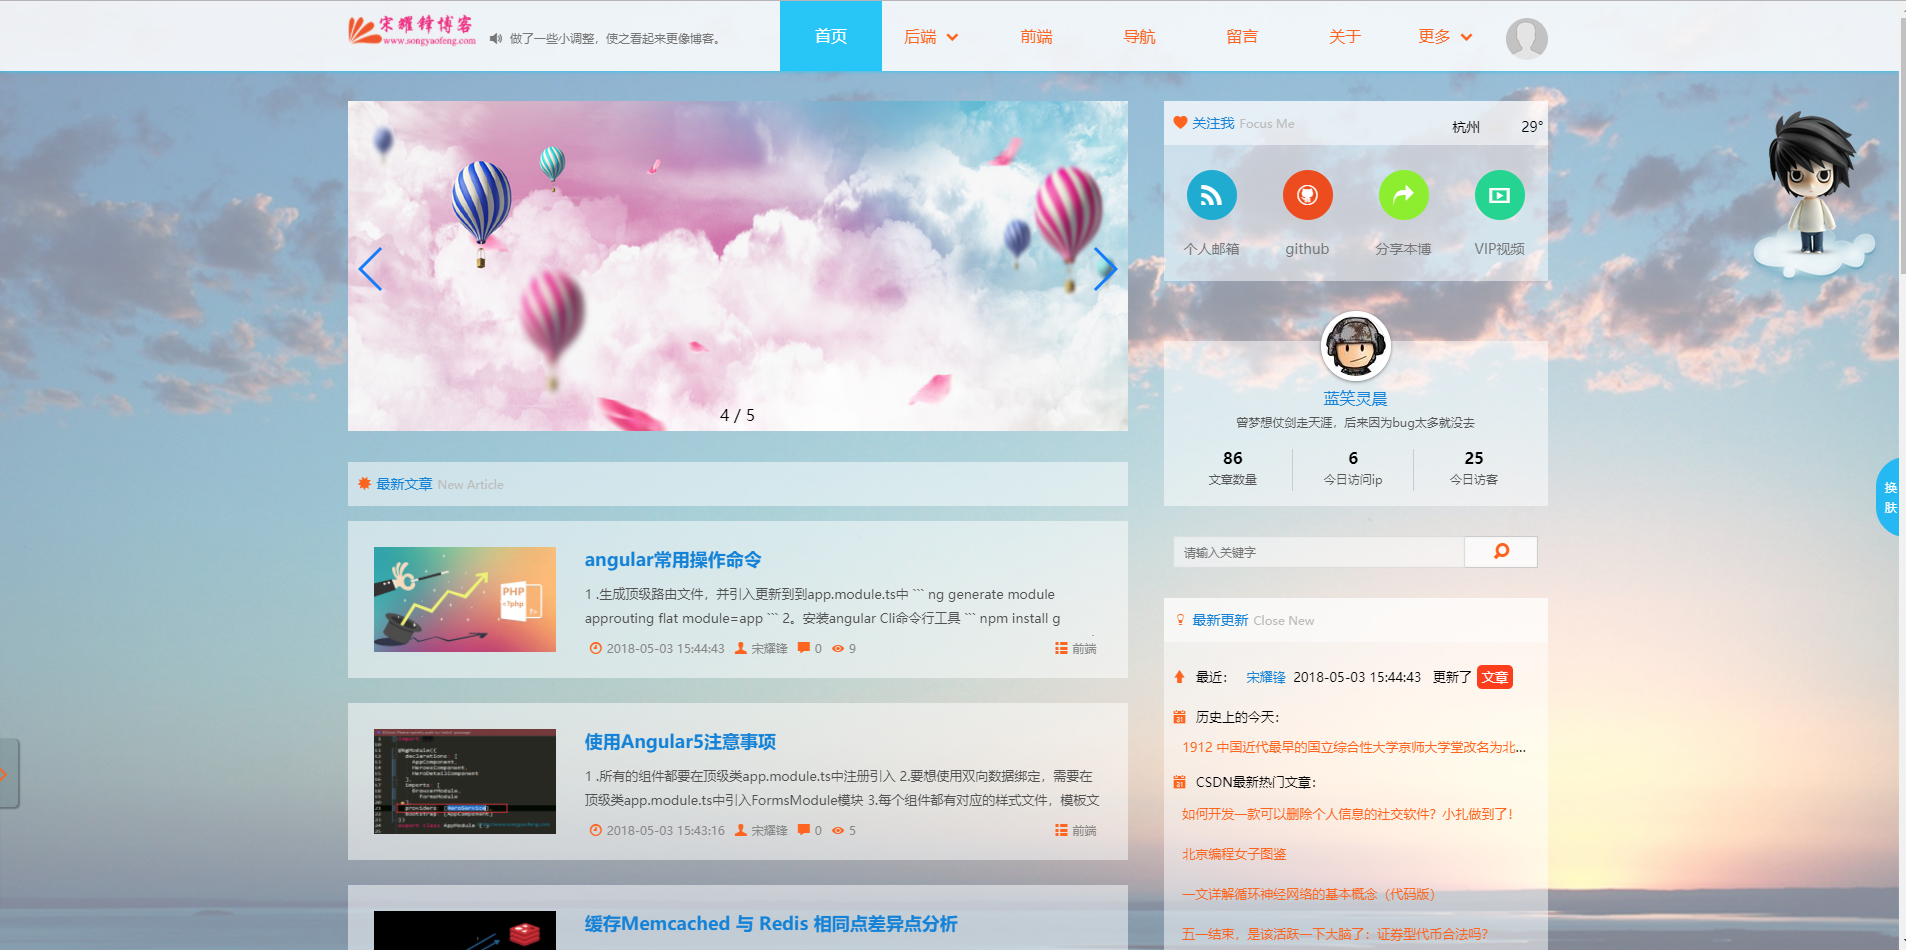 宋耀锋博客
www.songyaofeng.com
做了一些小调整，使之看起来更像博客。
首页
后端
前端
导航
留言
关于
更多
4 / 5
最新文章 New Article
angular常用操作命令
1 .生成顶级路由文件，并引入更新到到app.module.ts中 ``` ng generate module
approuting flat module=app ``` 2。安装angular Cli命令行工具 ``` npm install g
2018-05-03 15:44:43 宋耀锋 0 9 前端
PHP
<?php
使用Angular5注意事项
1 .所有的组件都要在顶级类app.module.ts中注册引入 2.要想使用双向数据绑定，需要在
顶级类app.module.ts中引入FormsModule模块 3.每个组件都有对应的样式文件，模板文
2018-05-03 15:43:16 宋耀锋 0 5 前端
缓存Memcached 与 Redis 相同点差异点分析
关注我 Focus Me
杭州 29°
个人邮箱
github
分享本博
VIP视频
蓝笑灵晨
曾梦想仗剑走天涯，后来因为bug太多就没去
86 6 25
文章数量 今日访问ip 今日访客
请输入关键字
最新更新 Close New
最近： 宋耀锋 2018-05-03 15:44:43 更新了 文章
历史上的今天：
1912 中国近代最早的国立综合性大学京师大学堂改名为北...
CSDN最新热门文章：
如何开发一款可以删除个人信息的社交软件？小扎做到了！
北京编程女子图鉴
一文详解循环神经网络的基本概念（代码版）
五一结束，是该活跃一下大脑了：证券型代币合法吗？
换
肤